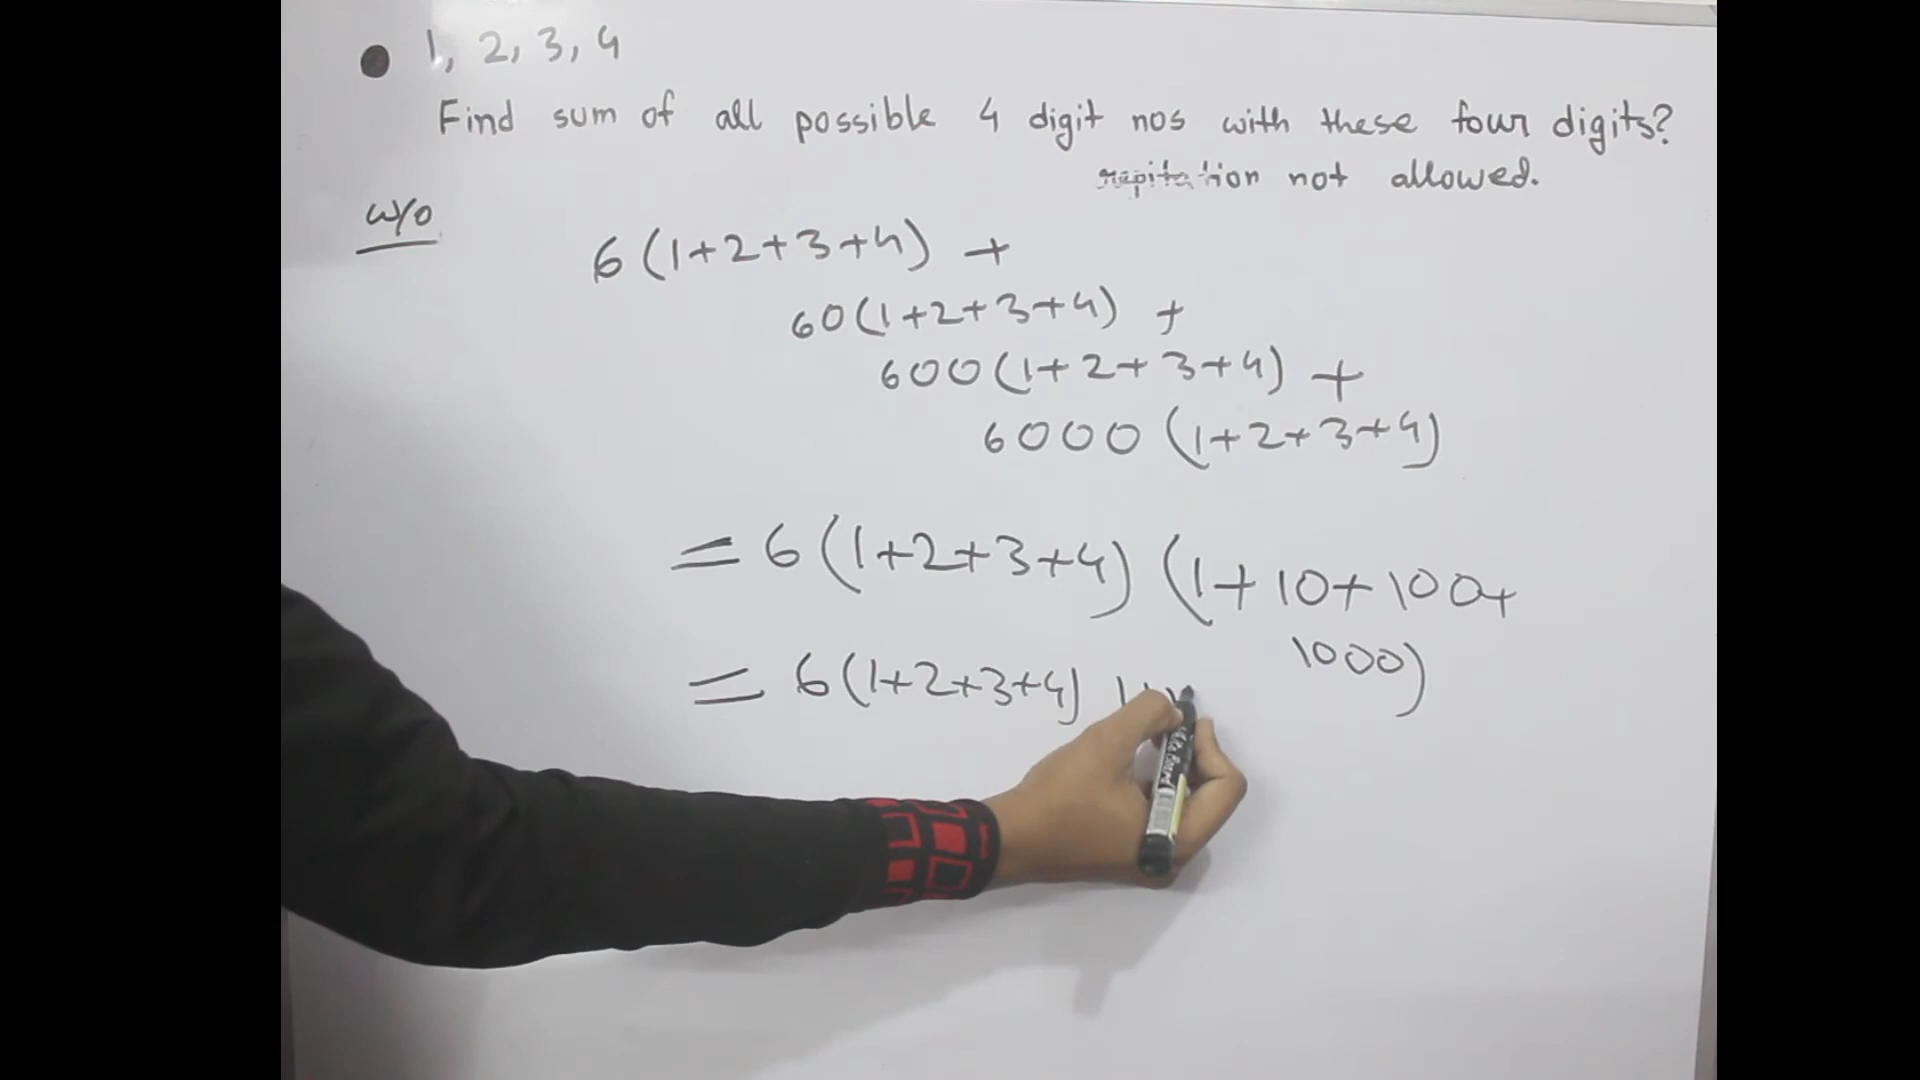 1, 2, 3, 4
Find sum of all possible 4 digit nos with these four digits?
repitation not allowed.
w/o
6(1+2+3+4) +
60(1+2+3+4) +
600(1+2+3+4) +
6000(1+2+3+4)
= 6(1+2+3+4)(1+10+100+
1000)
= 6(1+2+3+4) 111